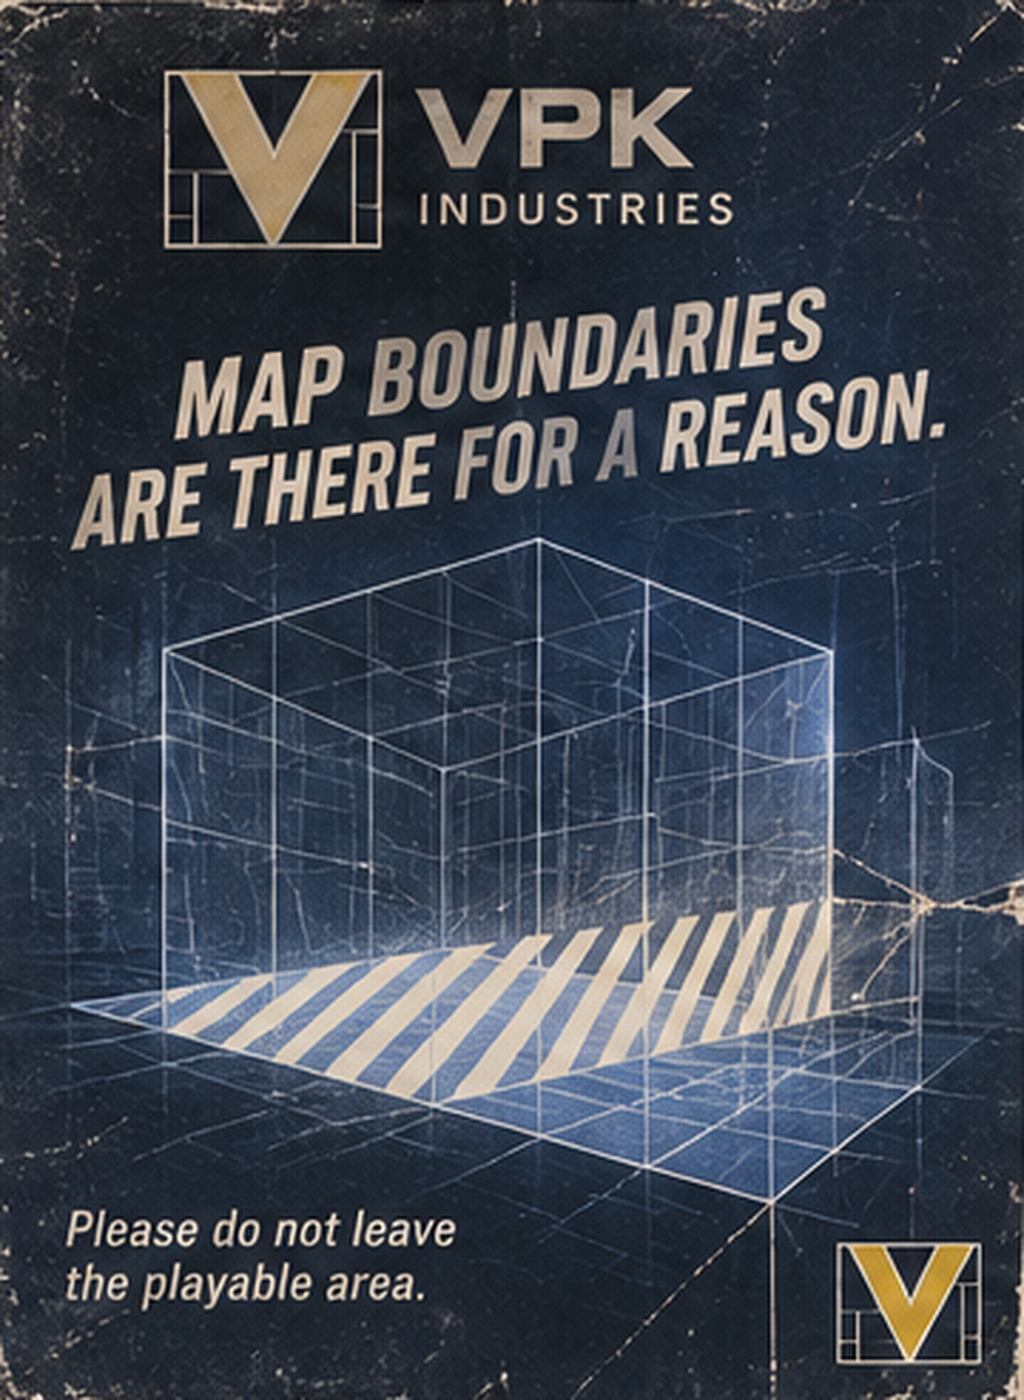 V VPK
INDUSTRIES
MAP BOUNDARIES
ARE THERE FOR A REASON.
Please do not leave
the playable area.
V